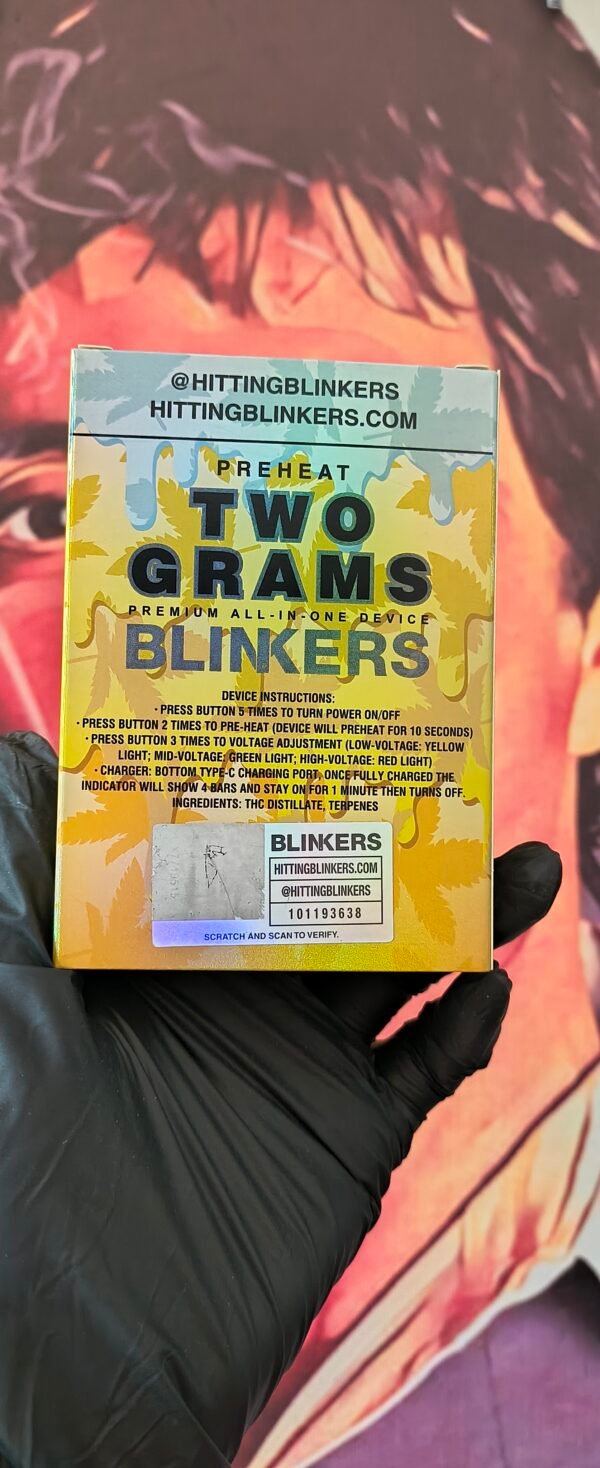 @HITTINGBLINKERS
HITTINGBLINKERS.COM
PREHEAT
TWO
GRAMS
PREMIUM ALL-IN-ONE DEVICE
BLINKERS
DEVICE INSTRUCTIONS:
• PRESS BUTTON 5 TIMES TO TURN POWER ON/OFF
• PRESS BUTTON 2 TIMES TO PRE-HEAT (DEVICE WILL PREHEAT FOR 10 SECONDS)
• PRESS BUTTON 3 TIMES TO VOLTAGE ADJUSTMENT (LOW-VOLTAGE: YELLOW
LIGHT; MID-VOLTAGE: GREEN LIGHT; HIGH-VOLTAGE: RED LIGHT)
• CHARGER: BOTTOM TYPE-C CHARGING PORT, ONCE FULLY CHARGED THE
INDICATOR WILL SHOW 4 BARS AND STAY ON FOR 1 MINUTE THEN TURNS OFF.
INGREDIENTS: THC DISTILLATE, TERPENES
BLINKERS
HITTINGBLINKERS.COM
@HITTINGBLINKERS
101193638
SCRATCH AND SCAN TO VERIFY.